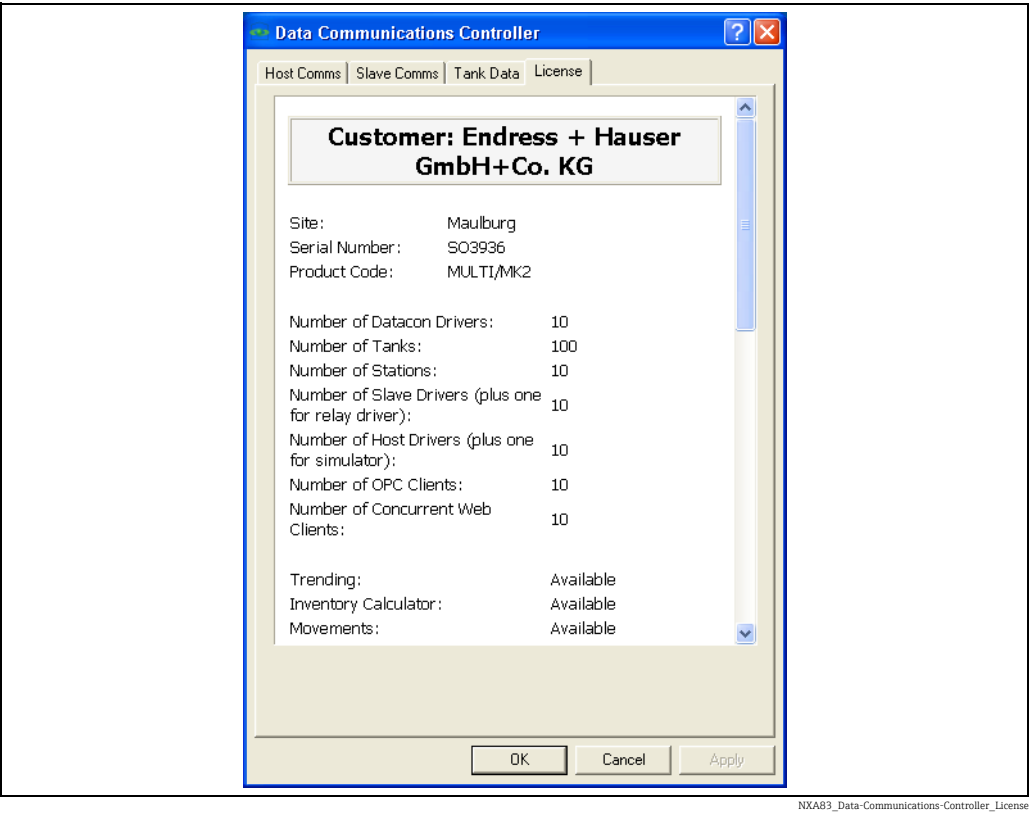 Data Communications Controller
Host Comms
Slave Comms
Tank Data
License
Customer: Endress + Hauser
GmbH+Co. KG
Site: Maulburg
Serial Number: SO3936
Product Code: MULTI/MK2
Number of Datacon Drivers: 10
Number of Tanks: 100
Number of Stations: 10
Number of Slave Drivers (plus one
for relay driver): 10
Number of Host Drivers (plus one
for simulator): 10
Number of OPC Clients: 10
Number of Concurrent Web
Clients: 10
Trending: Available
Inventory Calculator: Available
Movements: Available
OK
Cancel
Apply
NXA83_Data-Communications-Controller_License